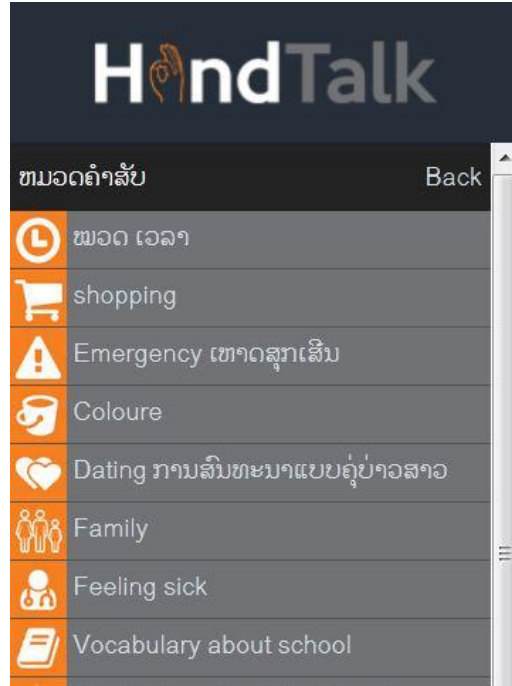 HandTalk
ຫມວດຄຳສັບ Back
ໝວດ ເວລາ
shopping
Emergency ເຫາດສຸກເສີນ
Coloure
Dating ການສົນທະນາແບບຄູ່ບ່າວສາວ
Family
Feeling sick
Vocabulary about school